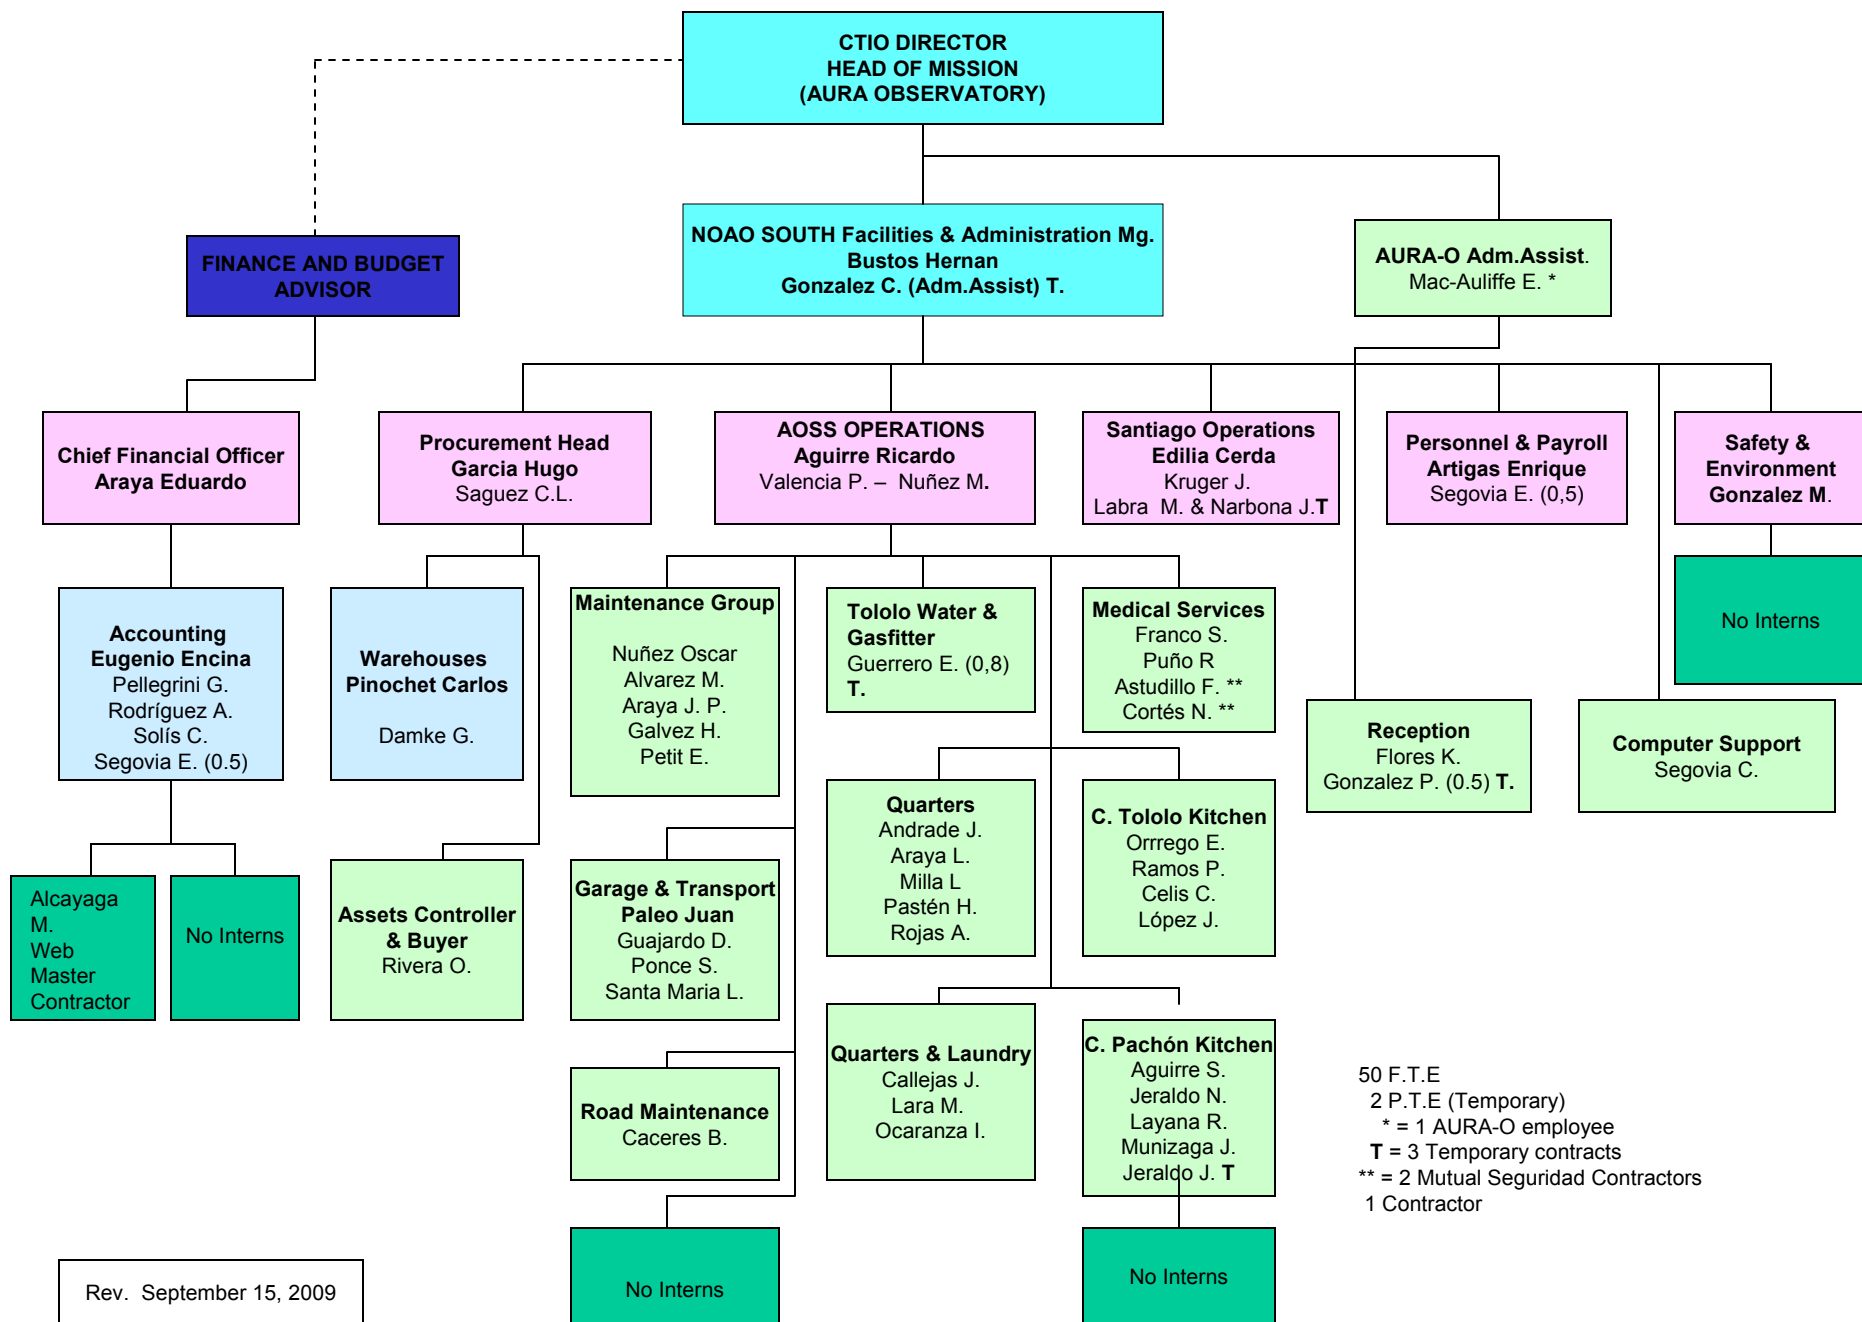 CTIO DIRECTOR
HEAD OF MISSION
(AURA OBSERVATORY)
FINANCE AND BUDGET
ADVISOR
NOAO SOUTH Facilities & Administration Mg.
Bustos Hernan
Gonzalez C. (Adm.Assist) T.
AURA-O Adm.Assist.
Mac-Auliffe E. *
Chief Financial Officer
Araya Eduardo
Procurement Head
Garcia Hugo
Saguez C.L.
AOSS OPERATIONS
Aguirre Ricardo
Valencia P. – Nuñez M.
Santiago Operations
Edilia Cerda
Kruger J.
Labra M. & Narbona J.T
Personnel & Payroll
Artigas Enrique
Segovia E. (0,5)
Safety &
Environment
Gonzalez M.
Accounting
Eugenio Encina
Pellegrini G.
Rodríguez A.
Solís C.
Segovia E. (0.5)
Warehouses
Pinochet Carlos
Damke G.
Maintenance Group
Nuñez Oscar
Alvarez M.
Araya J. P.
Galvez H.
Petit E.
Tololo Water &
Gasfitter
Guerrero E. (0,8)
T.
Medical Services
Franco S.
Puño R
Astudillo F. **
Cortés N. **
No Interns
Reception
Flores K.
Gonzalez P. (0.5) T.
Computer Support
Segovia C.
Quarters
Andrade J.
Araya L.
Milla L
Pastén H.
Rojas A.
C. Tololo Kitchen
Orrrego E.
Ramos P.
Celis C.
López J.
Alcayaga
M.
Web
Master
Contractor
No Interns
Assets Controller
& Buyer
Rivera O.
Garage & Transport
Paleo Juan
Guajardo D.
Ponce S.
Santa Maria L.
Quarters & Laundry
Callejas J.
Lara M.
Ocaranza I.
C. Pachón Kitchen
Aguirre S.
Jeraldo N.
Layana R.
Munizaga J.
Jeraldo J. T
Road Maintenance
Caceres B.
50 F.T.E
2 P.T.E (Temporary)
* = 1 AURA-O employee
T = 3 Temporary contracts
** = 2 Mutual Seguridad Contractors
1 Contractor
No Interns
No Interns
Rev. September 15, 2009